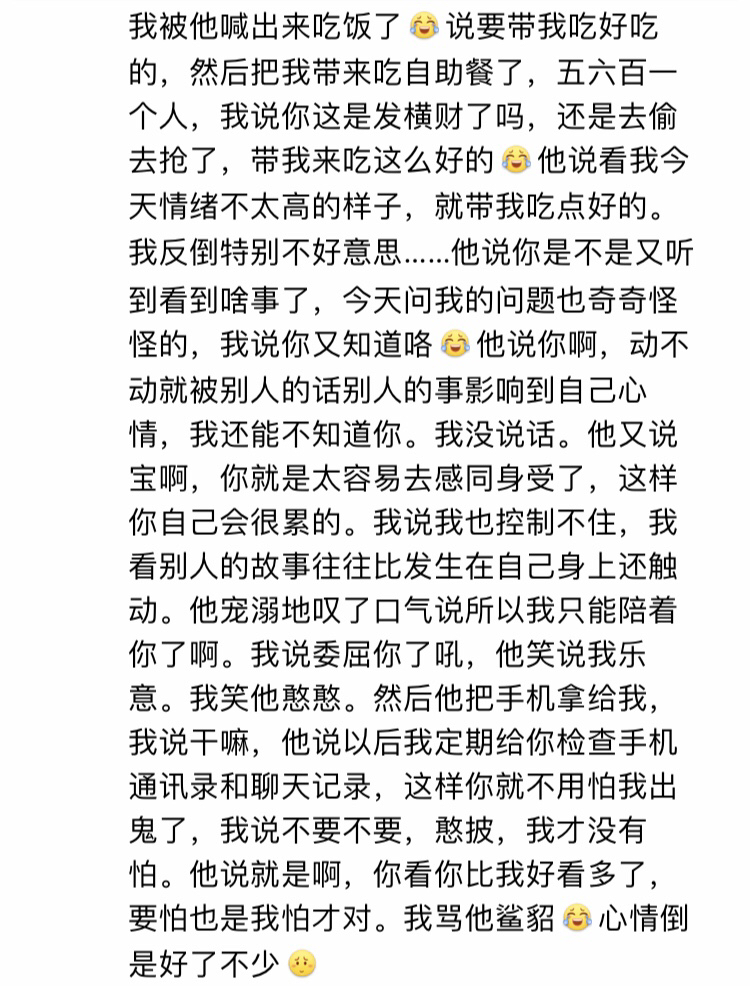 我被他喊出来吃饭了😂说要带我吃好吃
的，然后把我带来吃自助餐了，五六百一
个人，我说你这是发横财了吗，还是去偷
去抢了，带我来吃这么好的😂他说看我今
天情绪不太高的样子，就带我吃点好的。
我反倒特别不好意思……他说你是不是又听
到看到啥事了，今天问我的问题也奇奇怪
怪的，我说你又知道咯😂他说你啊，动不
动就被别人的话别人的事影响到自己心
情，我还能不知道你。我没说话。他又说
宝啊，你就是太容易去感同身受了，这样
你自己会很累的。我说我也控制不住，我
看别人的故事往往比发生在自己身上还触
动。他宠溺地叹了口气说所以我只能陪着
你了啊。我说委屈你了吼，他笑说我乐
意。我笑他憨憨。然后他把手机拿给我，
我说干嘛，他说以后我定期给你检查手机
通讯录和聊天记录，这样你就不用怕我出
鬼了，我说不要不要，憨披，我才没有
怕。他说就是啊，你看你比我好看多了，
要怕也是我怕才对。我骂他鲨貂😂心情倒
是好了不少🥺